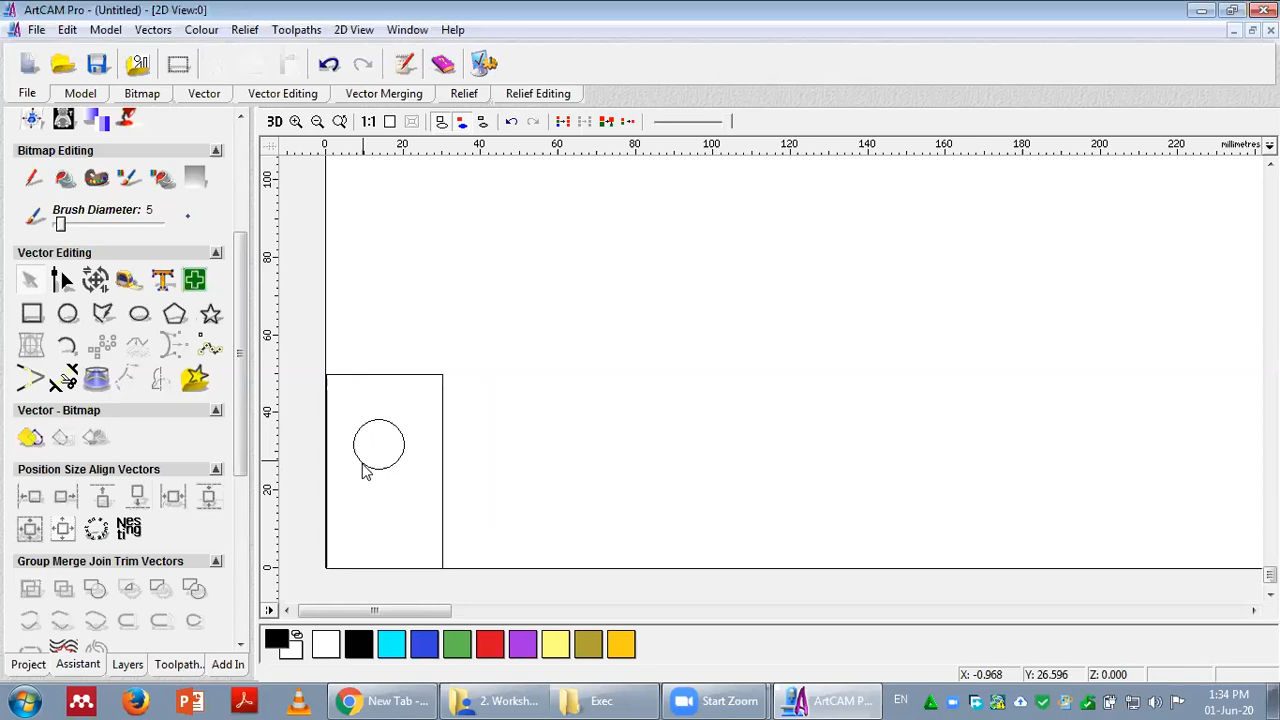 ArtCAM Pro - (Untitled) - [2D View:0]
File Edit Model Vectors Colour Relief Toolpaths 2D View Window Help
File Model Bitmap Vector Vector Editing Vector Merging Relief Relief Editing
3D 1:1
Bitmap Editing
0 20 40 60 80 100 120 140 160 180 200 220 millimetres
Brush Diameter: 5
100
80
60
40
20
0
Vector Editing
Vector - Bitmap
Position Size Align Vectors
Nes
ting
Group Merge Join Trim Vectors
Project Assistant Layers Toolpath... Add In
X: -0.968 Y: 26.596 Z: 0.000
New Tab -... 2. Worksh... Exec Start Zoom ArtCAM P... EN
1:34 PM
01-Jun-20